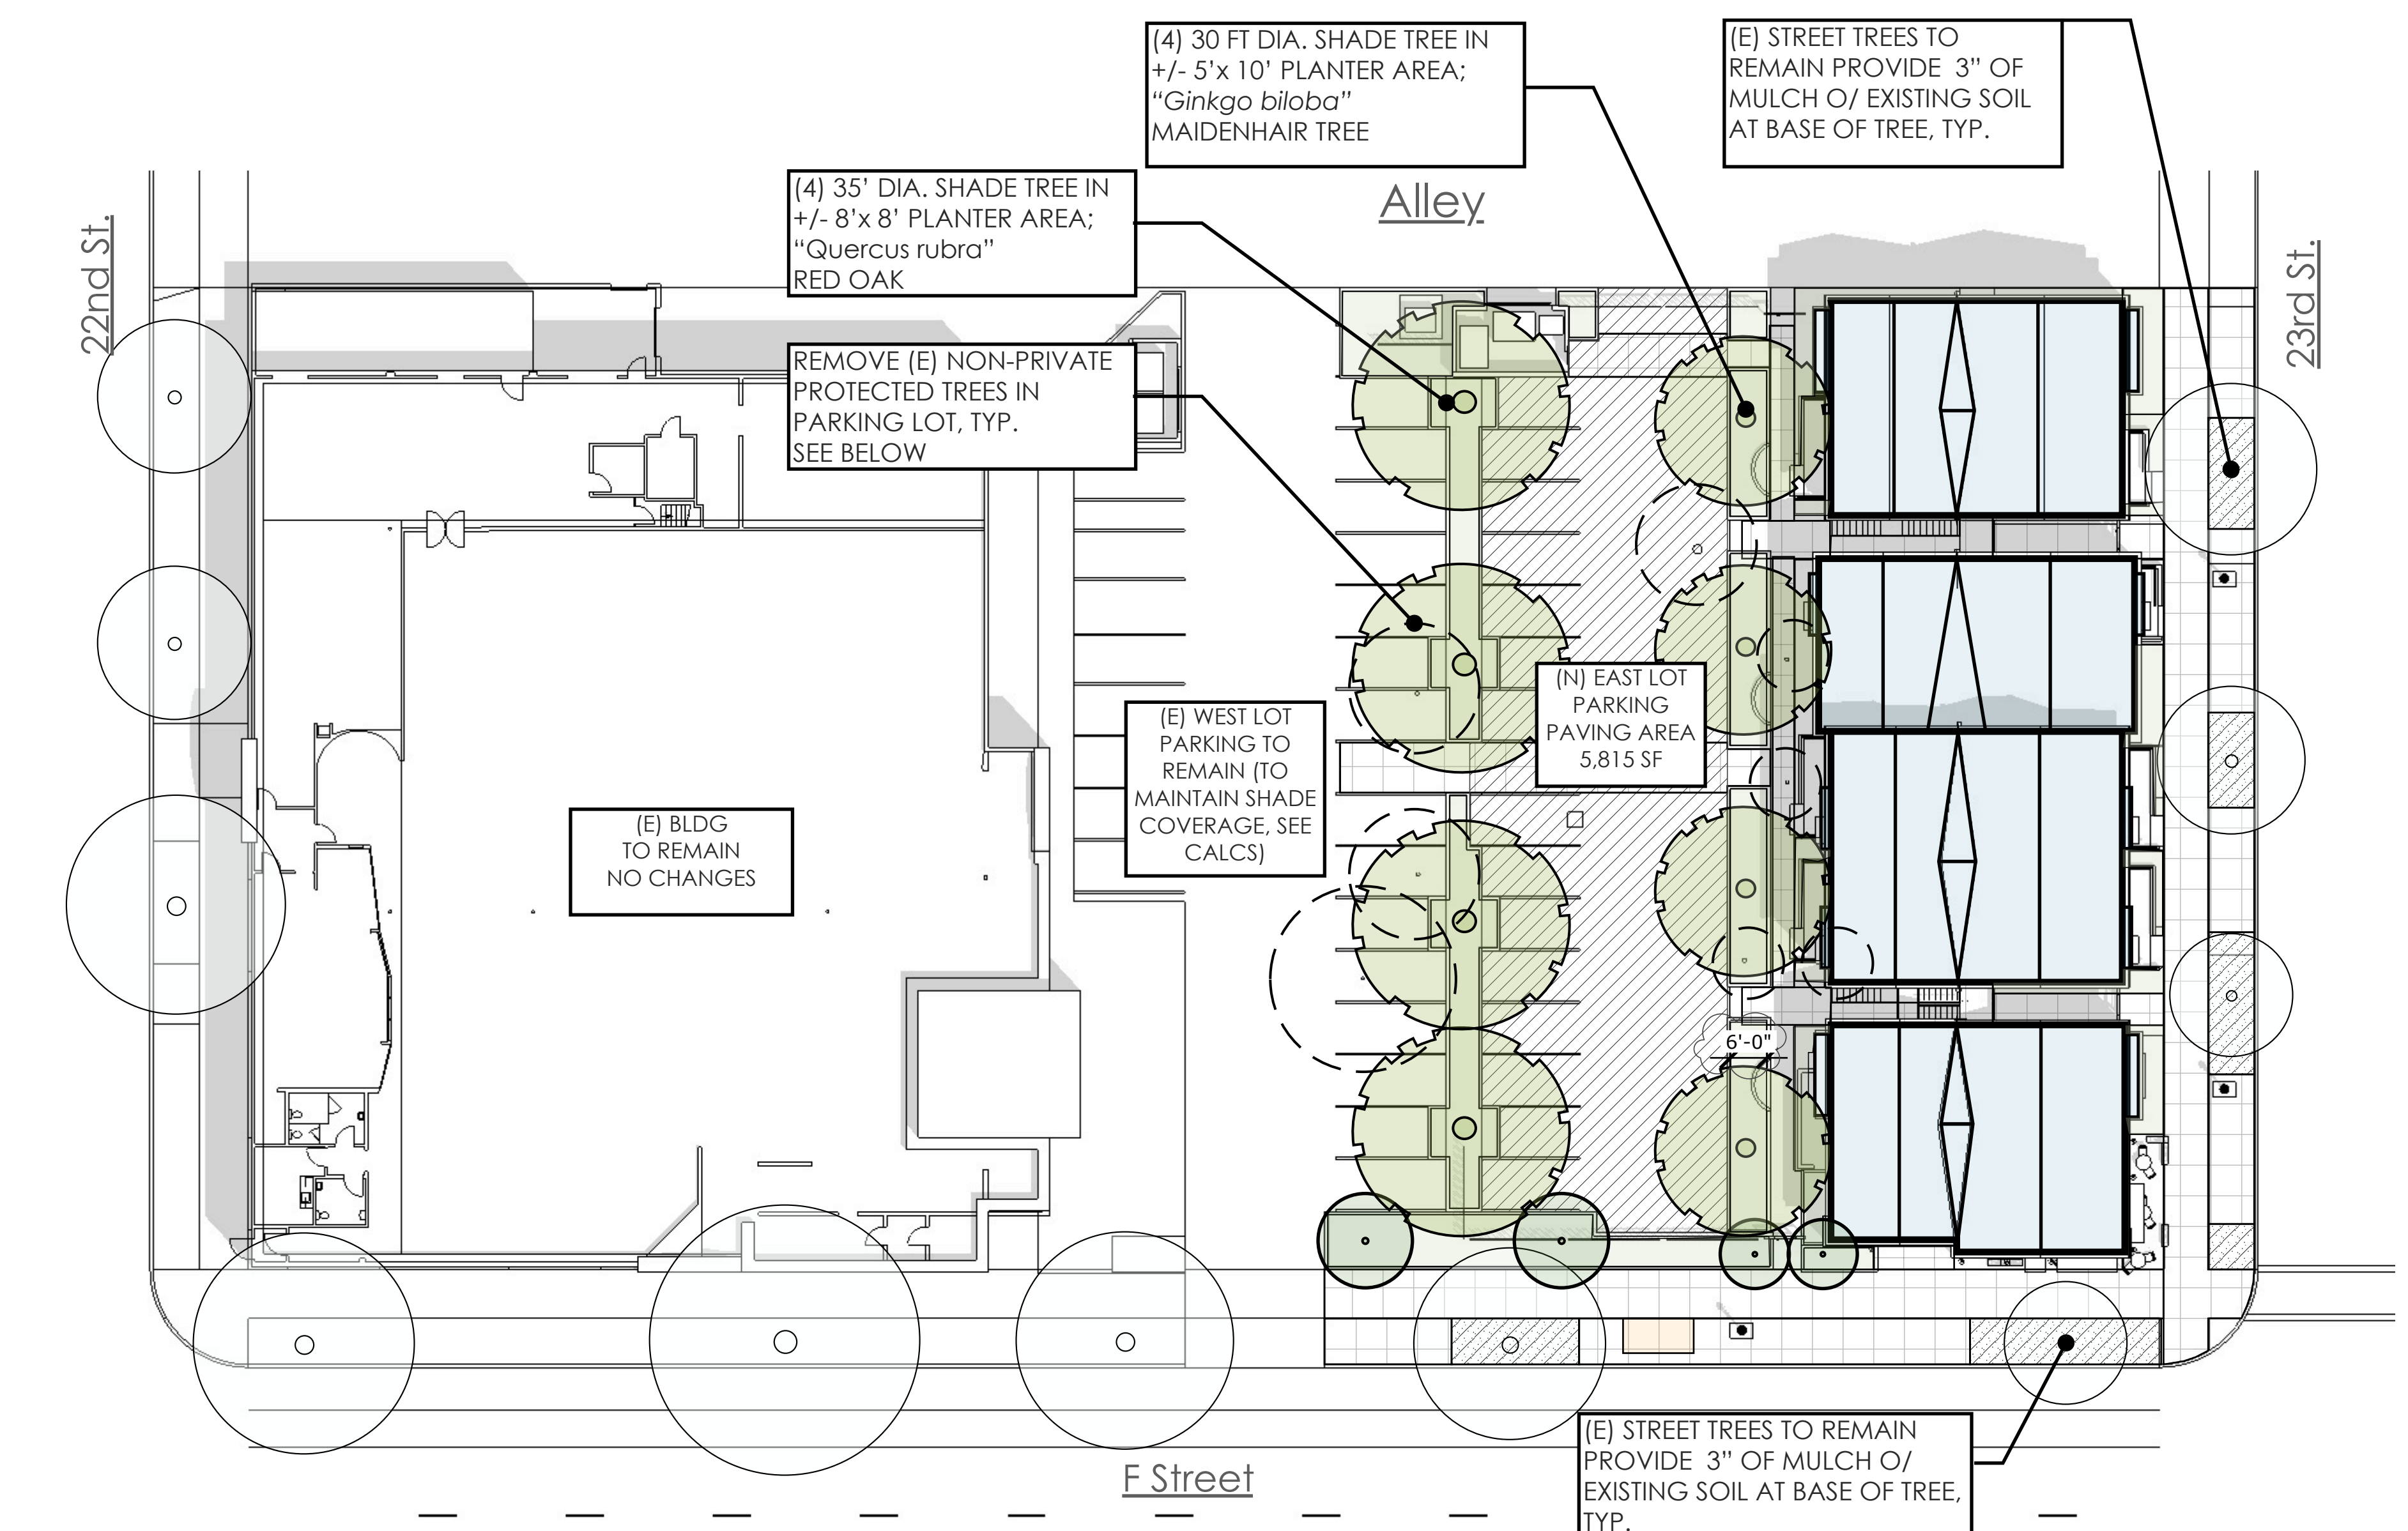 (4) 30 FT DIA. SHADE TREE IN
+/- 5’x 10’ PLANTER AREA;
“Ginkgo biloba”
MAIDENHAIR TREE
(E) STREET TREES TO
REMAIN PROVIDE 3” OF
MULCH O/ EXISTING SOIL
AT BASE OF TREE, TYP.
(4) 35’ DIA. SHADE TREE IN
+/- 8’x 8’ PLANTER AREA;
“Quercus rubra”
RED OAK
Alley
22nd St.
23rd St.
REMOVE (E) NON-PRIVATE
PROTECTED TREES IN
PARKING LOT, TYP.
SEE BELOW
(N) EAST LOT
PARKING
PAVING AREA
5,815 SF
(E) WEST LOT
PARKING TO
REMAIN (TO
MAINTAIN SHADE
COVERAGE, SEE
CALCS)
(E) BLDG
TO REMAIN
NO CHANGES
6'-0"
(E) STREET TREES TO REMAIN
PROVIDE 3” OF MULCH O/
EXISTING SOIL AT BASE OF TREE,
TYP.
F Street